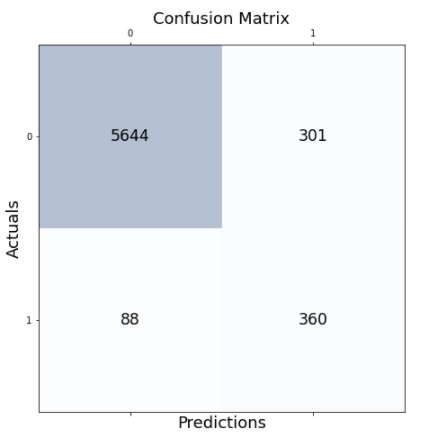 Confusion Matrix
0 1
0 5644 301
Actuals
1 88 360
Predictions